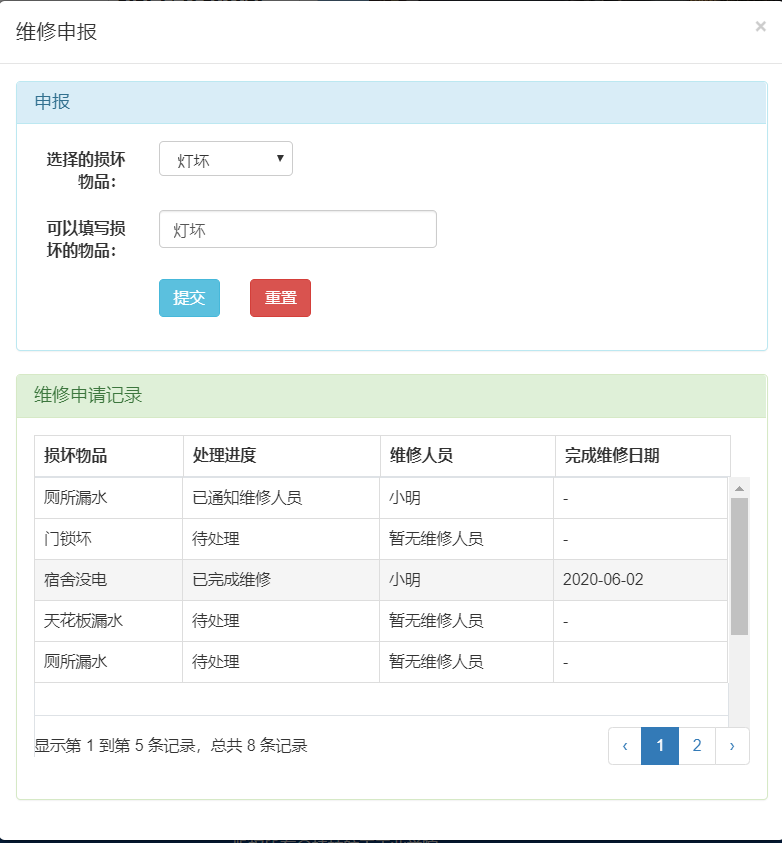 维修申报
×
申报
选择的损坏
物品：
灯坏
可以填写损
坏的物品：
灯坏
提交 重置
维修申请记录
损坏物品 处理进度 维修人员 完成维修日期
厕所漏水 已通知维修人员 小明 -
门锁坏 待处理 暂无维修人员 -
宿舍没电 已完成维修 小明 2020-06-02
天花板漏水 待处理 暂无维修人员 -
厕所漏水 待处理 暂无维修人员 -
显示第 1 到第 5 条记录，总共 8 条记录 ‹ 1 2 ›